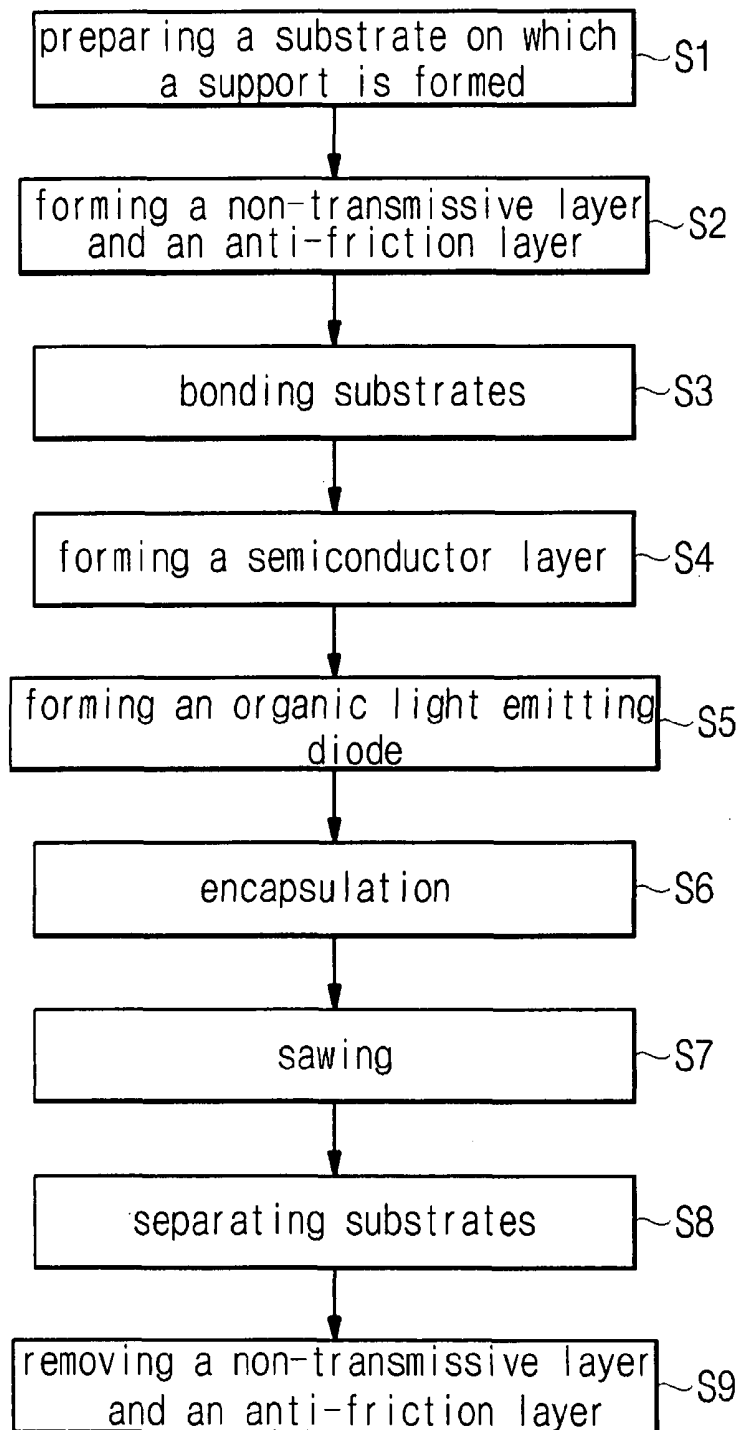 preparing a substrate on which
a support is formed
S1
forming a non-transmissive layer
and an anti-friction layer
S2
bonding substrates
S3
forming a semiconductor layer
S4
forming an organic light emitting
diode
S5
encapsulation
S6
sawing
S7
separating substrates
S8
removing a non-transmissive layer
and an anti-friction layer
S9